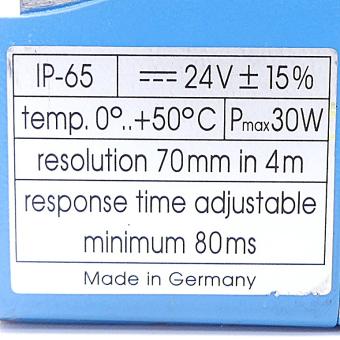 IP-65 ⎓ 24V ± 15%
temp. 0°..+50°C Pmax30W
resolution 70mm in 4m
response time adjustable
minimum 80ms
Made in Germany